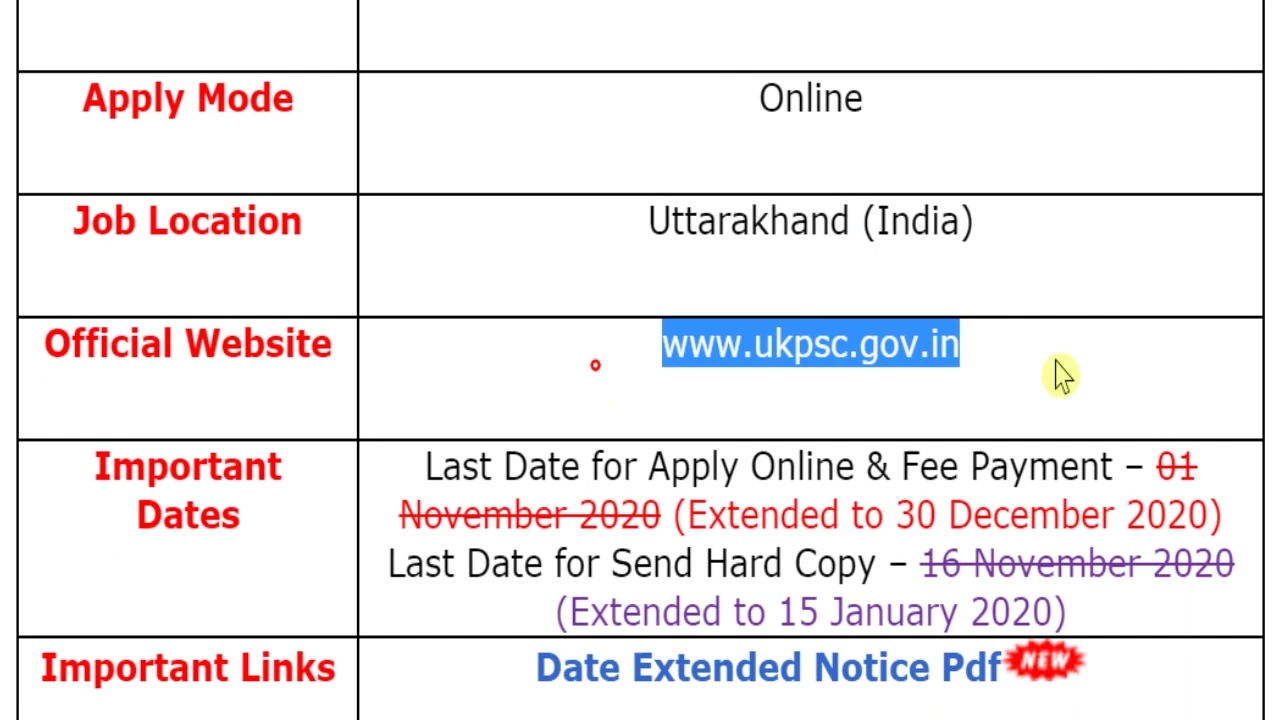 Apply Mode
Online
Job Location
Uttarakhand (India)
Official Website
www.ukpsc.gov.in
Important
Dates
Last Date for Apply Online & Fee Payment – 01
November 2020 (Extended to 30 December 2020)
Last Date for Send Hard Copy – 16 November 2020
(Extended to 15 January 2020)
Important Links
Date Extended Notice Pdf NEW